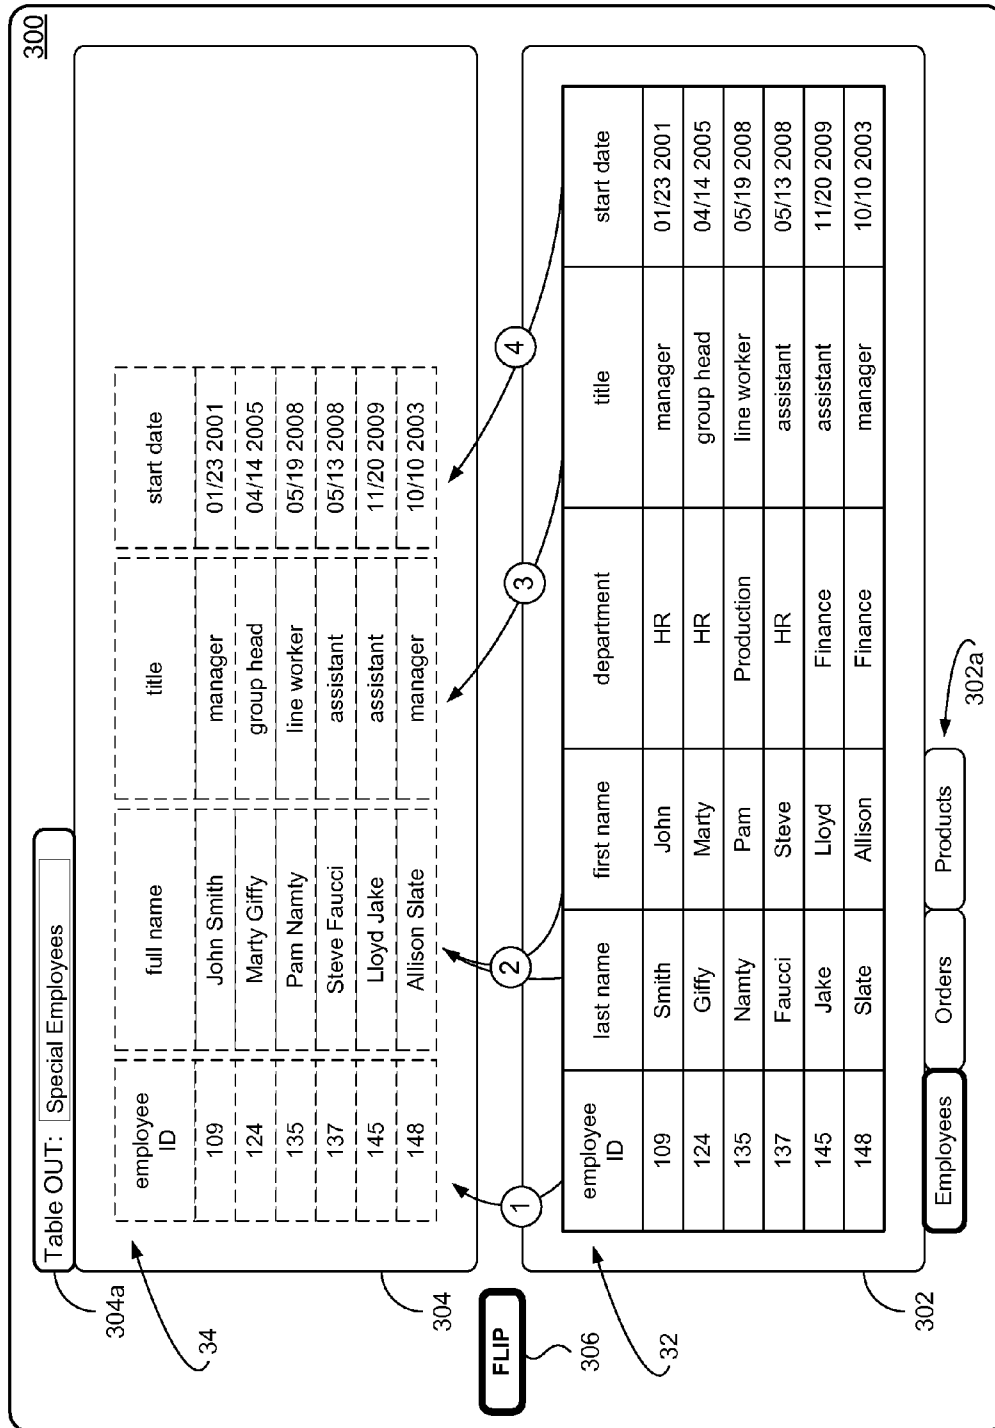 300
Table OUT: Special Employees
304a
34
employee ID full name title start date
109 John Smith manager 01/23 2001
124 Marty Giffy group head 04/14 2005
135 Pam Namty line worker 05/19 2008
137 Steve Faucci assistant 05/13 2008
145 Lloyd Jake assistant 11/20 2009
148 Allison Slate manager 10/10 2003
304
FLIP
306
1 2 3 4
32
employee ID last name first name department title start date
109 Smith John HR manager 01/23 2001
124 Giffy Marty HR group head 04/14 2005
135 Namty Pam Production line worker 05/19 2008
137 Faucci Steve HR assistant 05/13 2008
145 Jake Lloyd Finance assistant 11/20 2009
148 Slate Allison Finance manager 10/10 2003
302
Employees Orders Products
302a